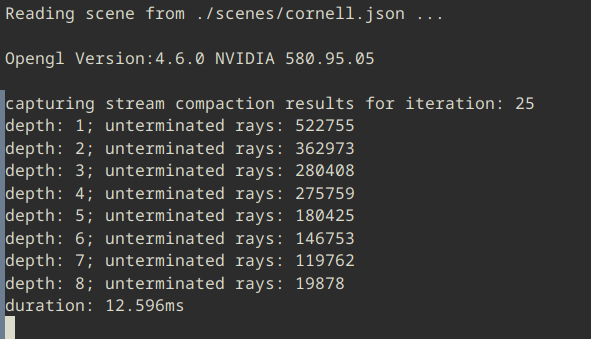 Reading scene from ./scenes/cornell.json ...
Opengl Version:4.6.0 NVIDIA 580.95.05
capturing stream compaction results for iteration: 25
depth: 1; unterminated rays: 522755
depth: 2; unterminated rays: 362973
depth: 3; unterminated rays: 280408
depth: 4; unterminated rays: 275759
depth: 5; unterminated rays: 180425
depth: 6; unterminated rays: 146753
depth: 7; unterminated rays: 119762
depth: 8; unterminated rays: 19878
duration: 12.596ms